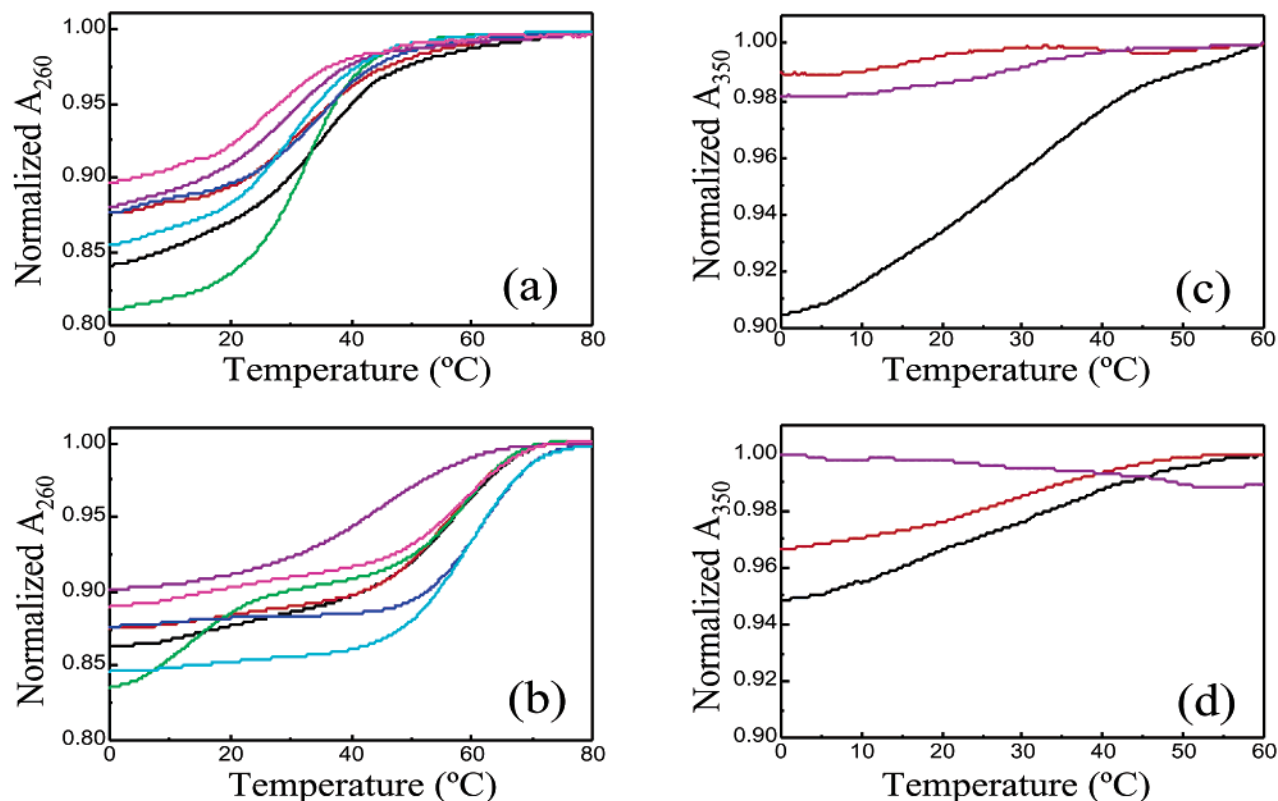 1.00
0.95
0.90
0.85
0.80
Normalized A260
0 20 40 60 80
Temperature (ºC)
(a)
1.00
0.98
0.96
0.94
0.92
0.90
Normalized A350
0 10 20 30 40 50 60
Temperature (ºC)
(c)
1.00
0.95
0.90
0.85
0.80
Normalized A260
0 20 40 60 80
Temperature (ºC)
(b)
1.00
0.98
0.96
0.94
0.92
0.90
Normalized A350
0 10 20 30 40 50 60
Temperature (ºC)
(d)